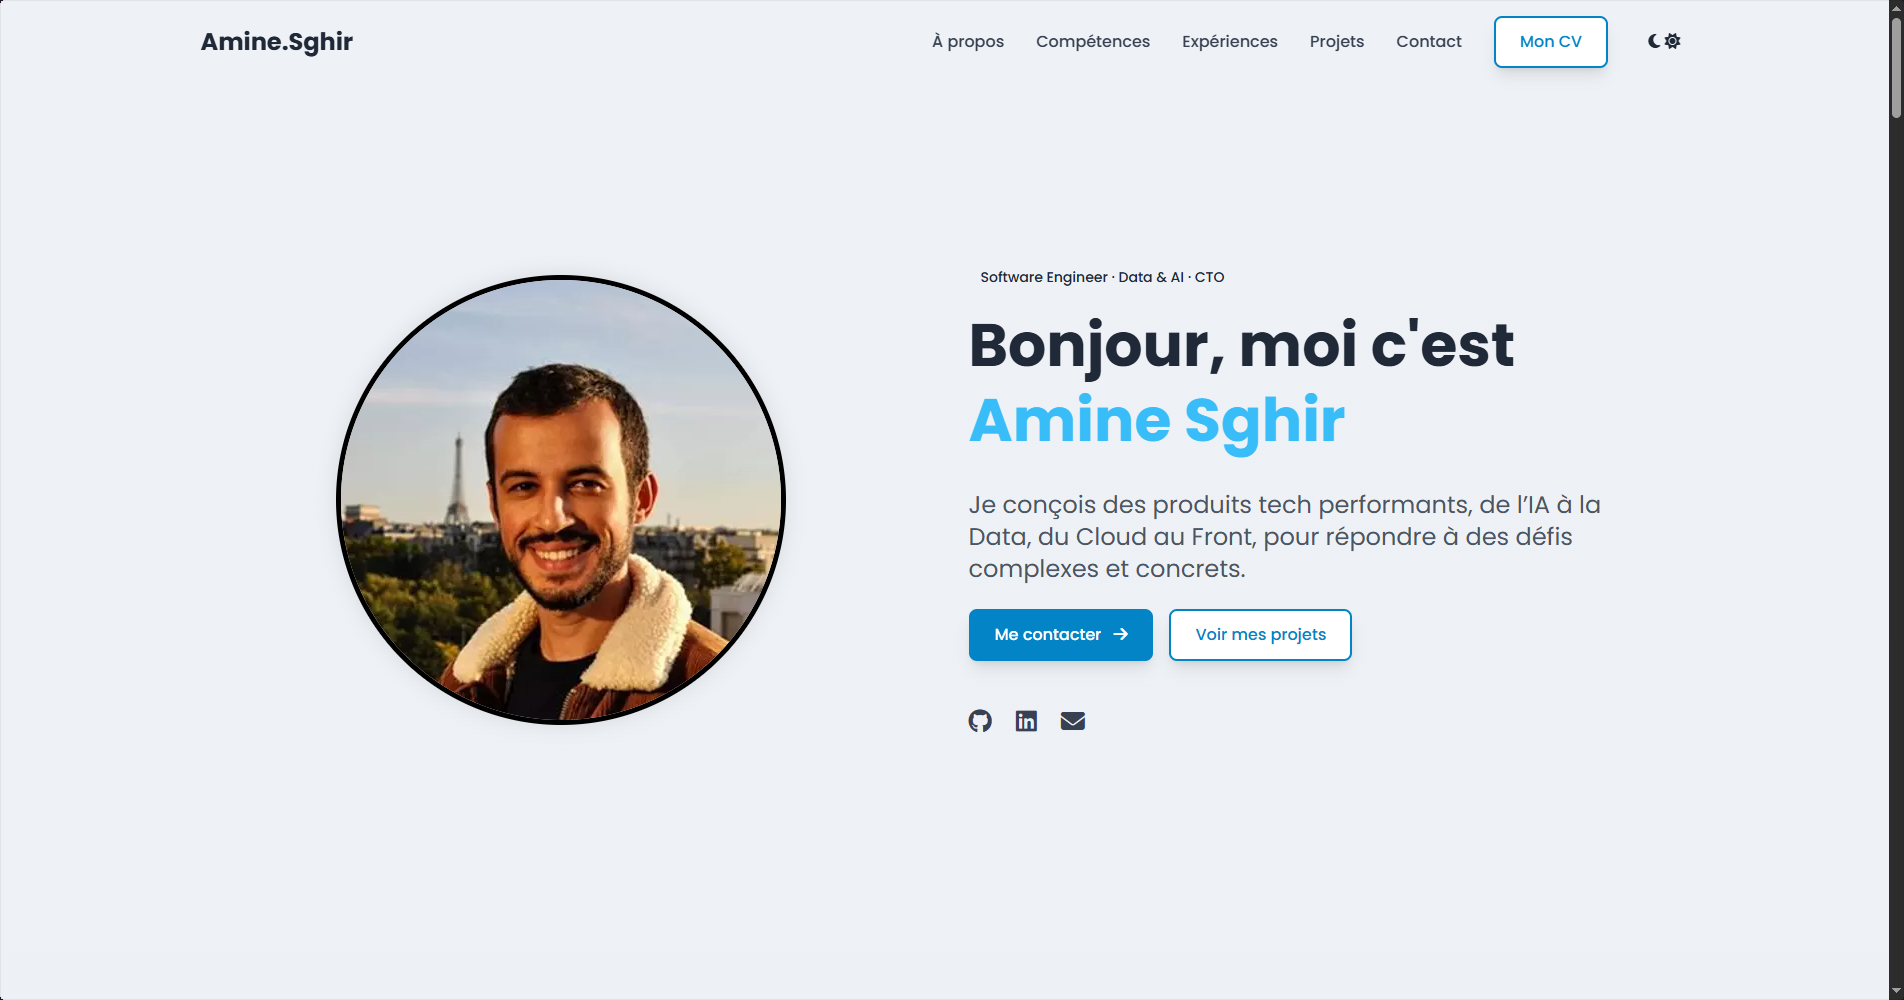 Amine.Sghir
À propos
Compétences
Expériences
Projets
Contact
Mon CV
Software Engineer · Data & AI · CTO
Bonjour, moi c'est
Amine Sghir
Je conçois des produits tech performants, de l’IA à la
Data, du Cloud au Front, pour répondre à des défis
complexes et concrets.
Me contacter
Voir mes projets